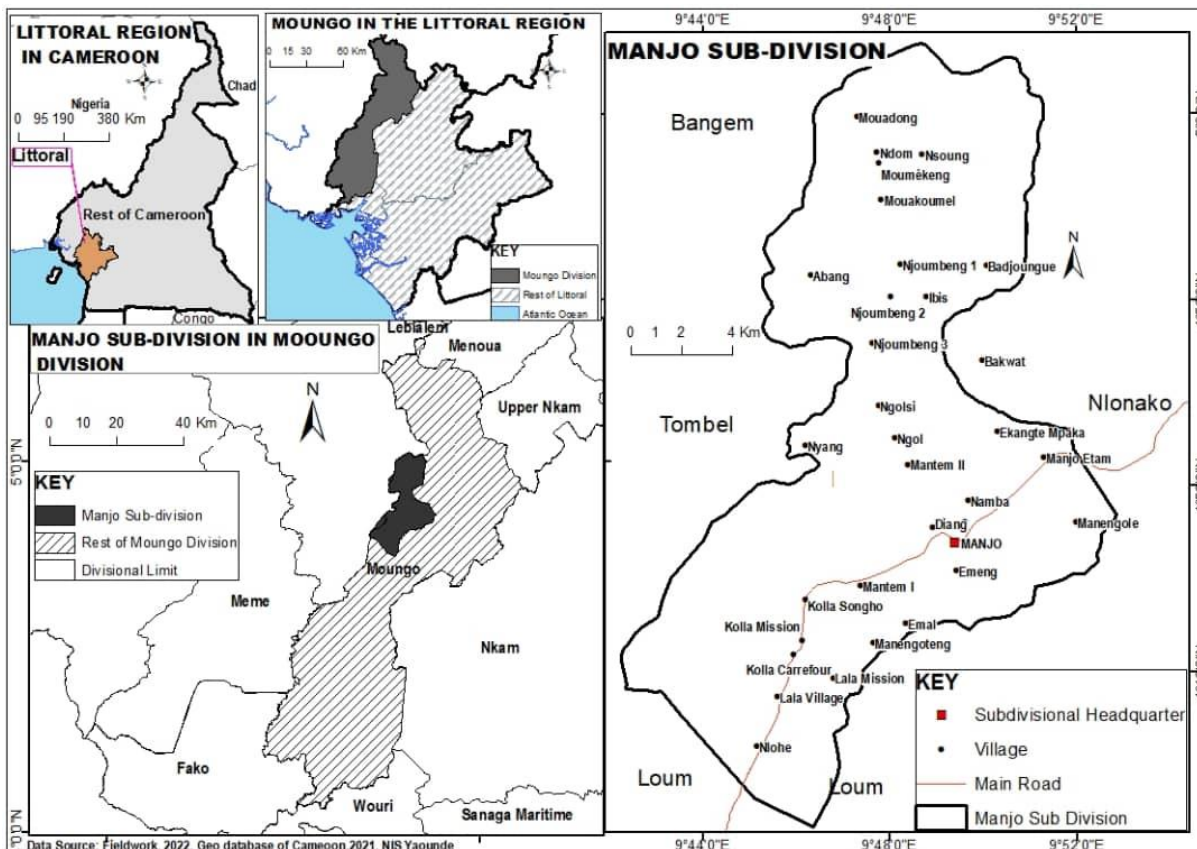 LITTORAL REGION
IN CAMEROON
Chad
Nigeria
0 95 190 380 Km
Littoral
Rest of Cameroon
Congo
MOUNGO IN THE LITTORAL REGION
0 15 30 60 Km
KEY
Moungo Division
Rest of Littoral
Atlantic Ocean
MANJO SUB-DIVISION IN MOOUNGO
DIVISION
Lebialem
Menoua
N
0 10 20 40 Km
Upper Nkam
5°0'0"N
KEY
Manjo Sub-division
Rest of Moungo Division
Divisional Limit
Moungo
Meme
Nkam
Fako
Wouri
Sanaga Maritime
Data Source: Fieldwork, 2022, Geo database of Cameoon 2021, NIS Yaounde
9°44'0"E
9°48'0"E
9°52'0"E
MANJO SUB-DIVISION
Bangem
Mouadong
Ndom
Nsoung
Moumêkeng
Mouakoumel
N
Njoumbeng 1
Badjoungue
Abang
Ibis
Njoumbeng 2
0 1 2 4 Km
Njoumbeng 3
Bakwat
Nlonako
Ngolsi
Tombel
Ekangte Mpaka
Ngol
Nyang
Manjo Etam
Mantem II
Namba
Manengole
MANJO
Emeng
Mantem I
Kolla Songho
Emal
Kolla Mission
Manengoteng
Kolla Carrefour
Lala Mission
Lala Village
Nlohe
Loum
Loum
KEY
Subdivisional Headquarter
Village
Main Road
Manjo Sub Division
9°44'0"E
9°48'0"E
9°52'0"E